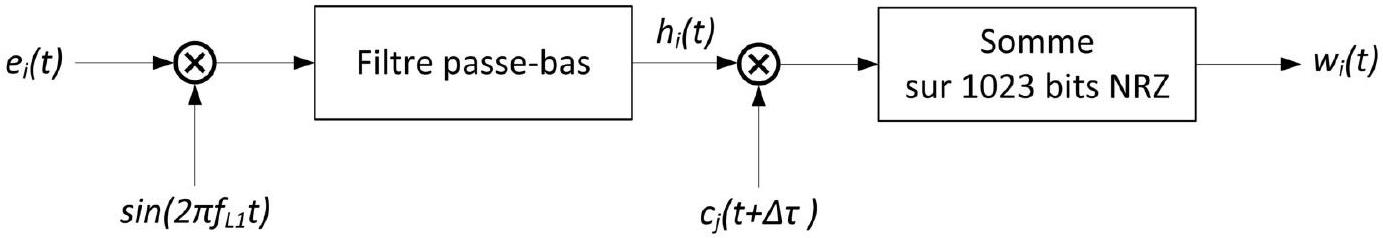 eᵢ(t)
sin(2πf_L1t)
Filtre passe-bas
hᵢ(t)
cⱼ(t+Δτ )
Somme
sur 1023 bits NRZ
wᵢ(t)